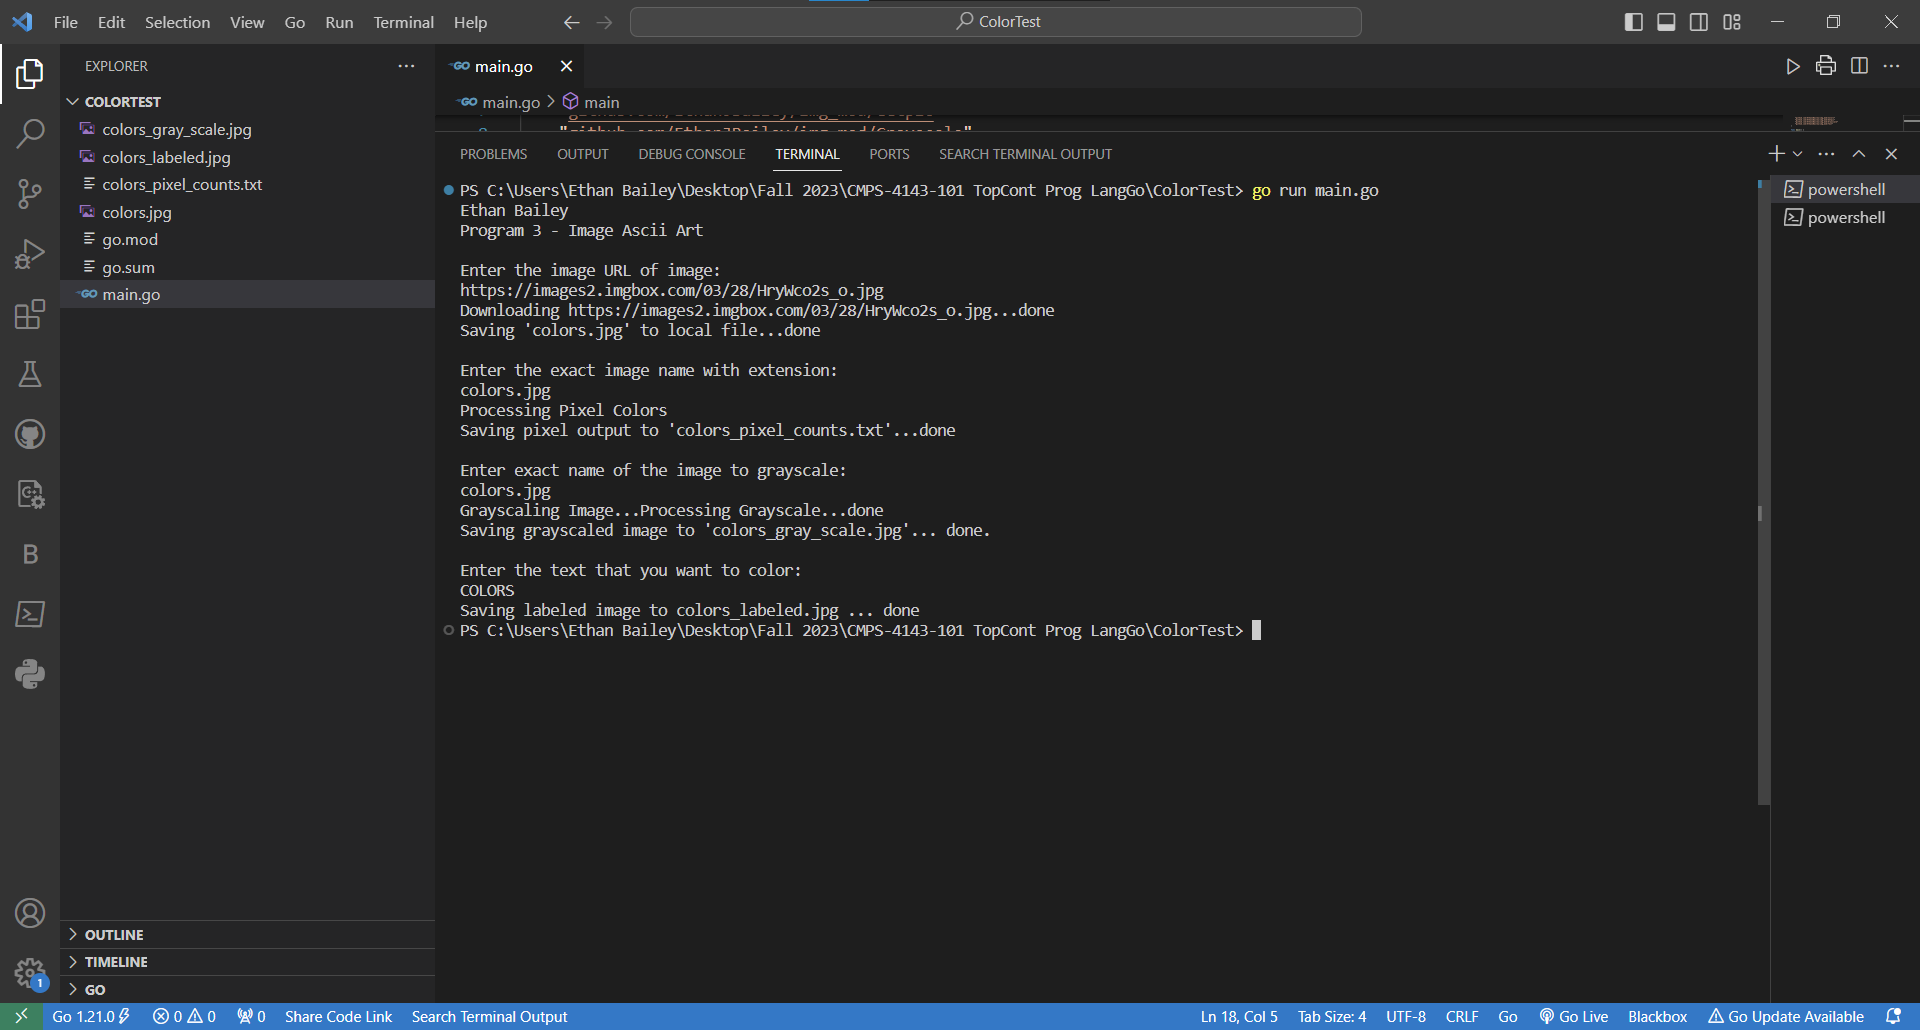 File Edit Selection View Go Run Terminal Help
ColorTest
EXPLORER
COLORTEST
colors_gray_scale.jpg
colors_labeled.jpg
colors_pixel_counts.txt
colors.jpg
go.mod
go.sum
main.go
OUTLINE
TIMELINE
GO
main.go
main.go > main
"github.com/EthanJBailey/img_mod/Grayscale"
PROBLEMS OUTPUT DEBUG CONSOLE TERMINAL PORTS SEARCH TERMINAL OUTPUT
PS C:\Users\Ethan Bailey\Desktop\Fall 2023\CMPS-4143-101 TopCont Prog LangGo\ColorTest> go run main.go
Ethan Bailey
Program 3 - Image Ascii Art
Enter the image URL of image:
https://images2.imgbox.com/03/28/HryWco2s_o.jpg
Downloading https://images2.imgbox.com/03/28/HryWco2s_o.jpg...done
Saving 'colors.jpg' to local file...done
Enter the exact image name with extension:
colors.jpg
Processing Pixel Colors
Saving pixel output to 'colors_pixel_counts.txt'...done
Enter exact name of the image to grayscale:
colors.jpg
Grayscaling Image...Processing Grayscale...done
Saving grayscaled image to 'colors_gray_scale.jpg'... done.
Enter the text that you want to color:
COLORS
Saving labeled image to colors_labeled.jpg ... done
PS C:\Users\Ethan Bailey\Desktop\Fall 2023\CMPS-4143-101 TopCont Prog LangGo\ColorTest>
powershell
powershell
1
Go 1.21.0 0 0 0 Share Code Link Search Terminal Output Ln 18, Col 5 Tab Size: 4 UTF-8 CRLF Go Go Live Blackbox Go Update Available